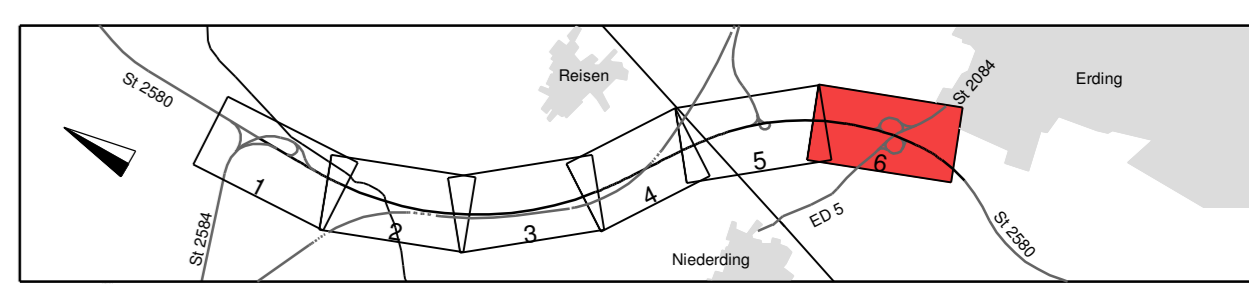 St 2580
Reisen
St 2084
Erding
1
2
3
4
5
6
St 2584
ED 5
Niederding
St 2580